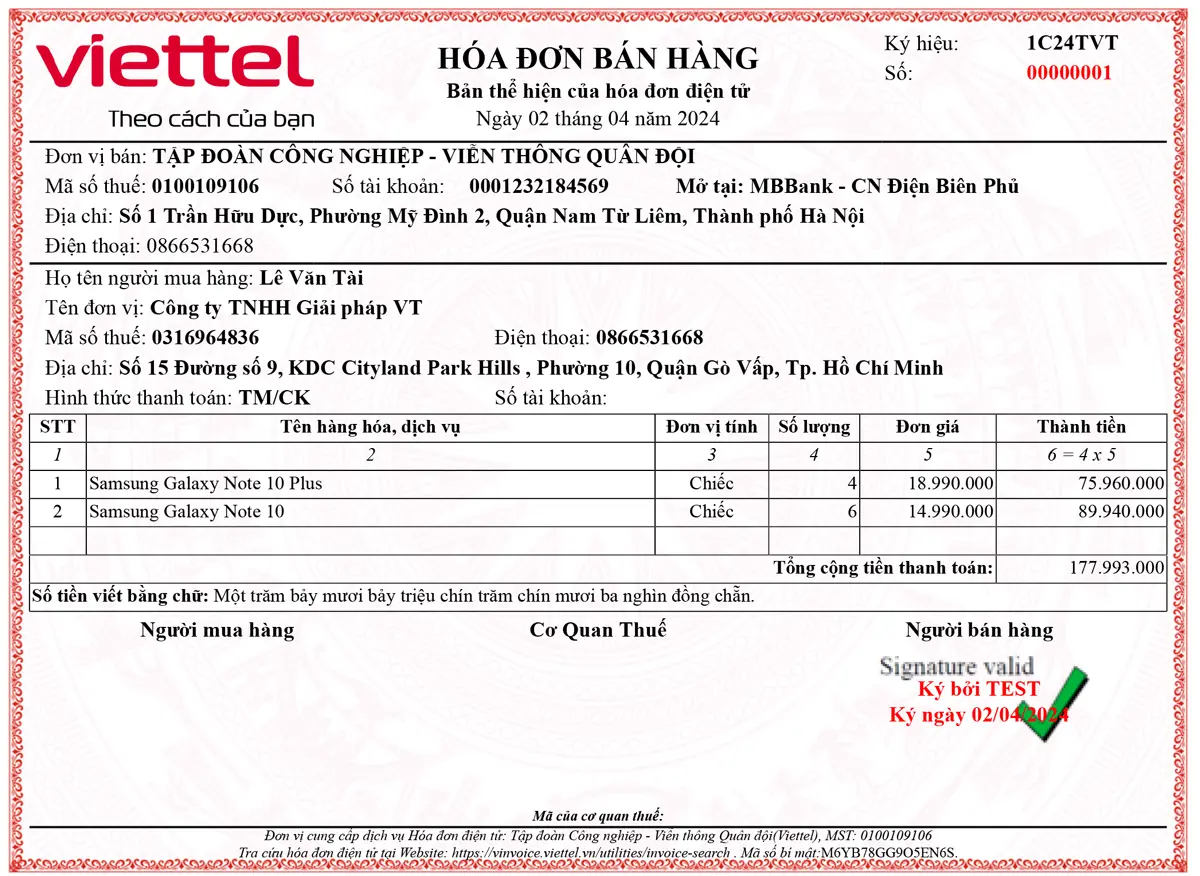 viettel
Theo cách của bạn
HÓA ĐƠN BÁN HÀNG
Bản thể hiện của hóa đơn điện tử
Ngày 02 tháng 04 năm 2024
Ký hiệu: 1C24TVT
Số: 00000001
Đơn vị bán: TẬP ĐOÀN CÔNG NGHIỆP - VIỄN THÔNG QUÂN ĐỘI
Mã số thuế: 0100109106 Số tài khoản: 0001232184569 Mở tại: MBBank - CN Điện Biên Phủ
Địa chỉ: Số 1 Trần Hữu Dực, Phường Mỹ Đình 2, Quận Nam Từ Liêm, Thành phố Hà Nội
Điện thoại: 0866531668
Họ tên người mua hàng: Lê Văn Tài
Tên đơn vị: Công ty TNHH Giải pháp VT
Mã số thuế: 0316964836 Điện thoại: 0866531668
Địa chỉ: Số 15 Đường số 9, KDC Cityland Park Hills , Phường 10, Quận Gò Vấp, Tp. Hồ Chí Minh
Hình thức thanh toán: TM/CK Số tài khoản:
STT Tên hàng hóa, dịch vụ Đơn vị tính Số lượng Đơn giá Thành tiền
1 2 3 4 5 6 = 4 x 5
1 Samsung Galaxy Note 10 Plus Chiếc 4 18.990.000 75.960.000
2 Samsung Galaxy Note 10 Chiếc 6 14.990.000 89.940.000
Tổng cộng tiền thanh toán: 177.993.000
Số tiền viết bằng chữ: Một trăm bảy mươi bảy triệu chín trăm chín mươi ba nghìn đồng chẵn.
Người mua hàng Cơ Quan Thuế Người bán hàng
Signature valid
Ký bởi TEST
Ký ngày 02/04/2024
Mã của cơ quan thuế:
Đơn vị cung cấp dịch vụ Hóa đơn điện tử: Tập đoàn Công nghiệp - Viễn thông Quân đội(Viettel), MST: 0100109106
Tra cứu hóa đơn điện tử tại Website: https://vinvoice.viettel.vn/utilities/invoice-search . Mã số bí mật:M6YB78GG9O5EN6S.